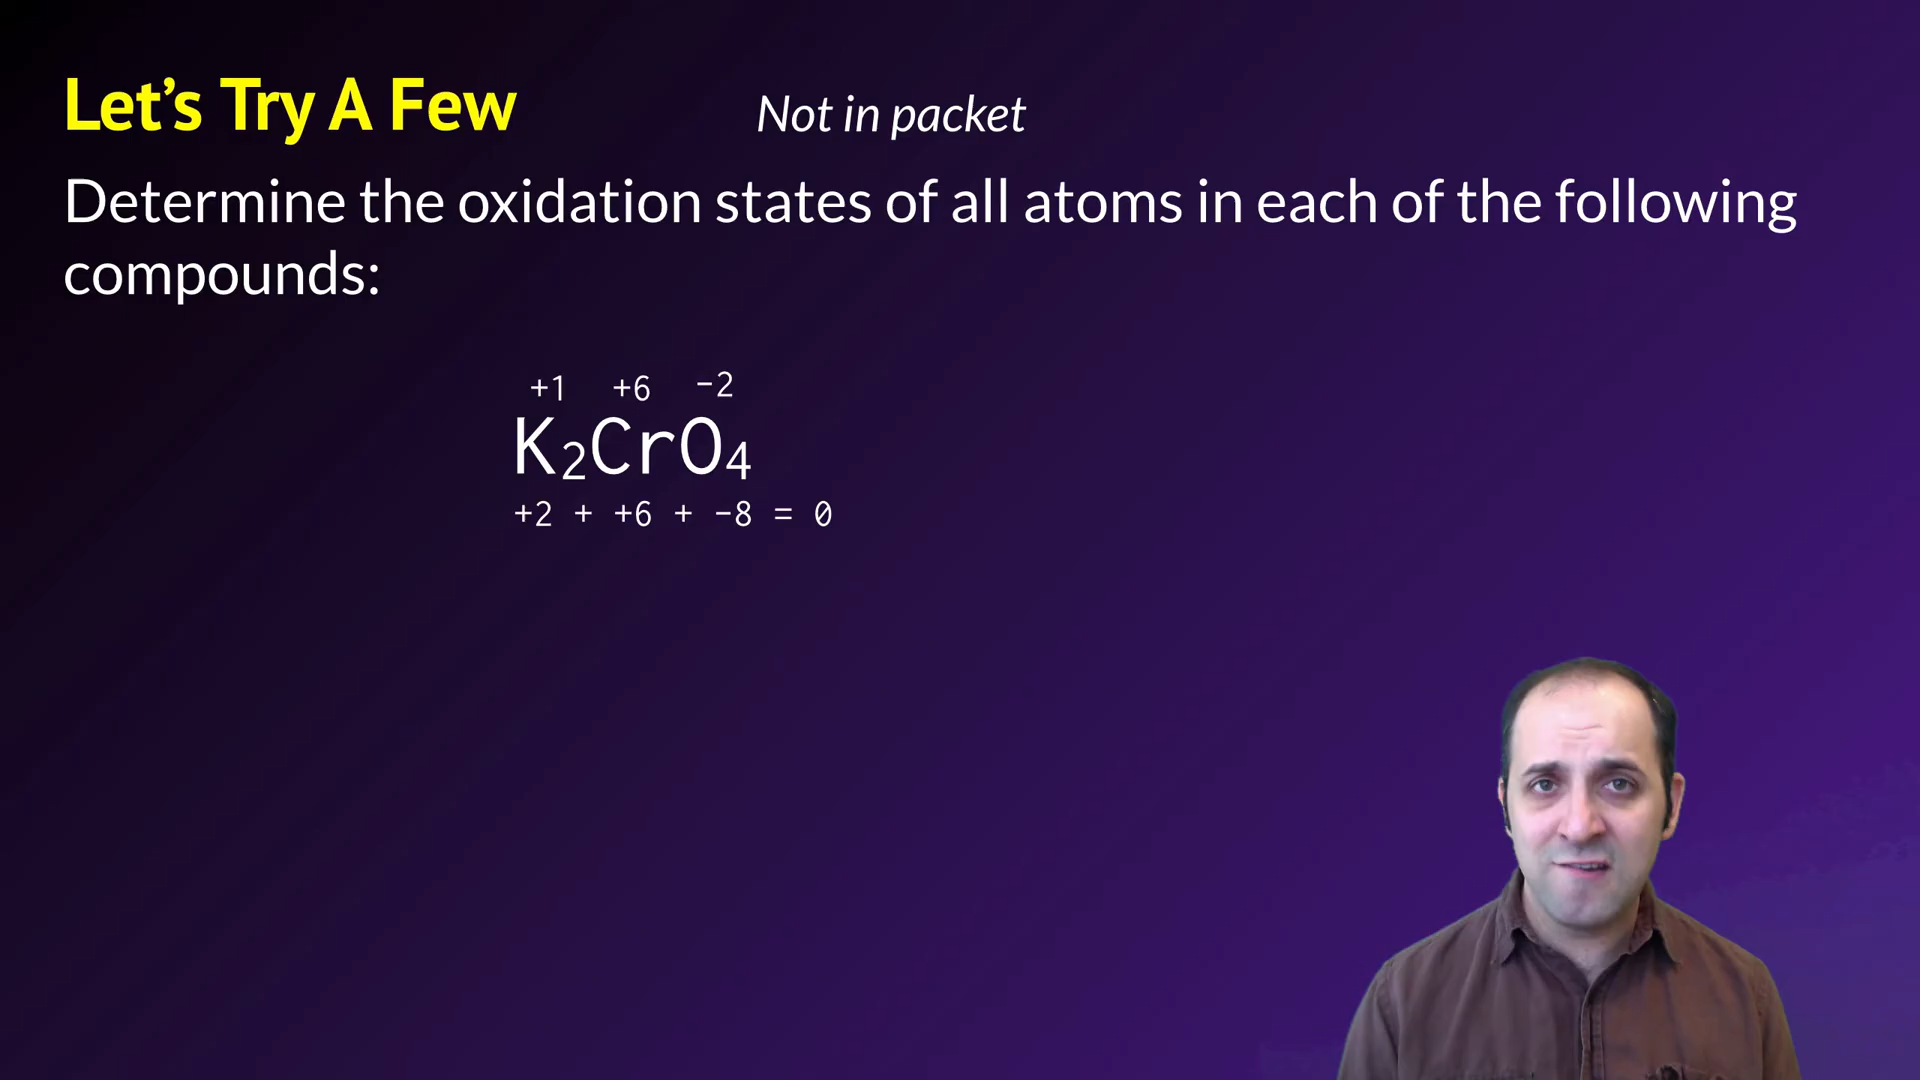 Let's Try A Few
Not in packet
Determine the oxidation states of all atoms in each of the following
compounds:
+1 +6 −2
K₂CrO₄
+2 + +6 + −8 = 0